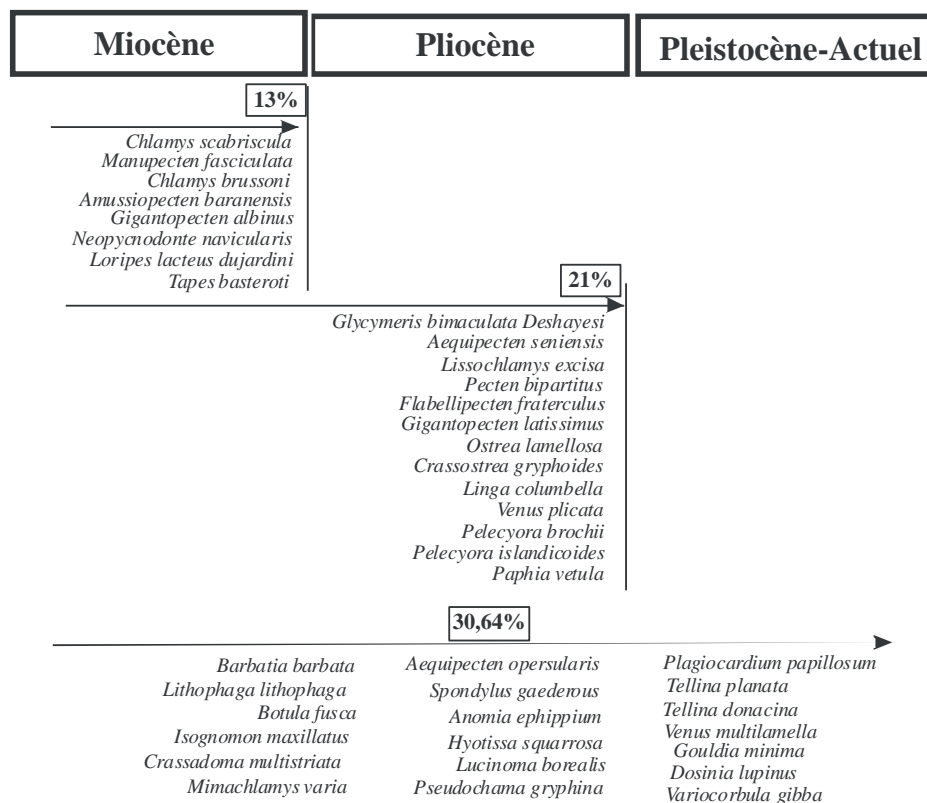 Miocène Pliocène Pleistocène-Actuel
13%
Chlamys scabriscula
Manupecten fasciculata
Chlamys brussoni
Amussiopecten baranensis
Gigantopecten albinus
Neopycnodonte navicularis
Loripes lacteus dujardini
Tapes basteroti
21%
Glycymeris bimaculata Deshayesi
Aequipecten seniensis
Lissochlamys excisa
Pecten bipartitus
Flabellipecten fraterculus
Gigantopecten latissimus
Ostrea lamellosa
Crassostrea gryphoides
Linga columbella
Venus plicata
Pelecyora brochii
Pelecyora islandicoides
Paphia vetula
30,64%
Barbatia barbata
Lithophaga lithophaga
Botula fusca
Isognomon maxillatus
Crassadoma multistriata
Mimachlamys varia
Aequipecten opersularis
Spondylus gaederous
Anomia ephippium
Hyotissa squarrosa
Lucinoma borealis
Pseudochama gryphina
Plagiocardium papillosum
Tellina planata
Tellina donacina
Venus multilamella
Gouldia minima
Dosinia lupinus
Variocorbula gibba